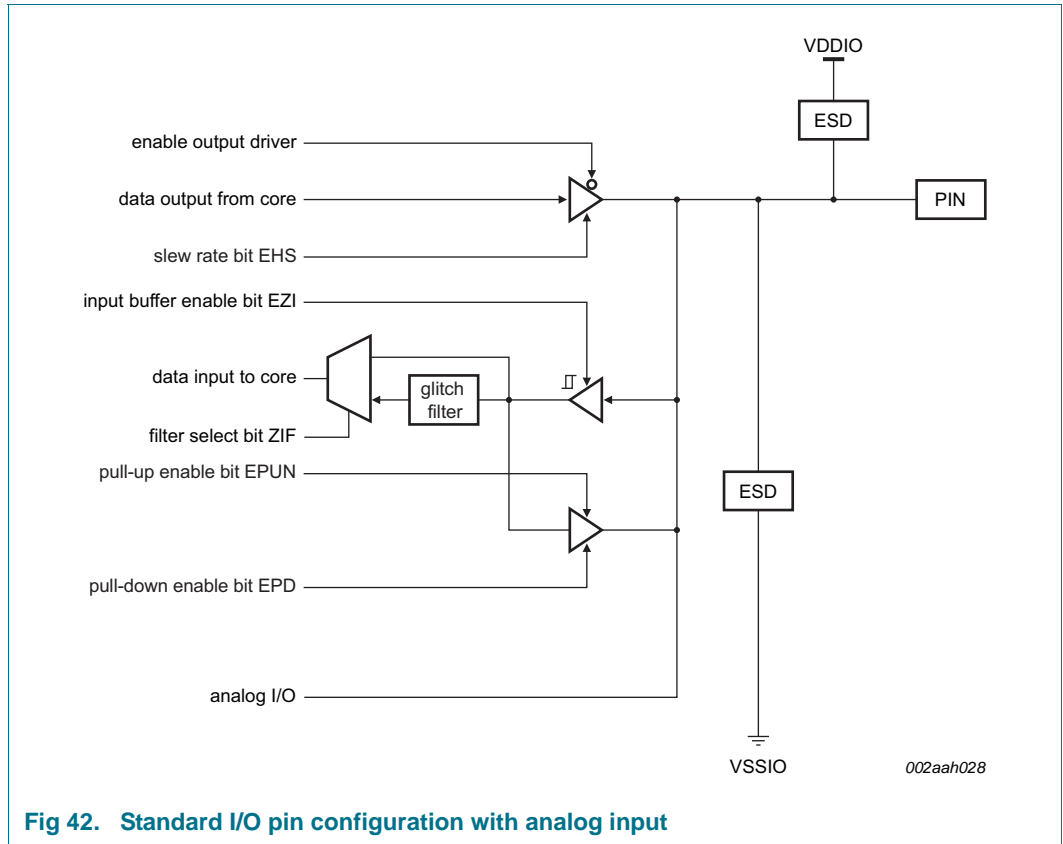 VDDIO
ESD
enable output driver
data output from core
PIN
slew rate bit EHS
input buffer enable bit EZI
data input to core
glitch
filter
filter select bit ZIF
pull-up enable bit EPUN
ESD
pull-down enable bit EPD
analog I/O
VSSIO
002aah028
Fig 42. Standard I/O pin configuration with analog input